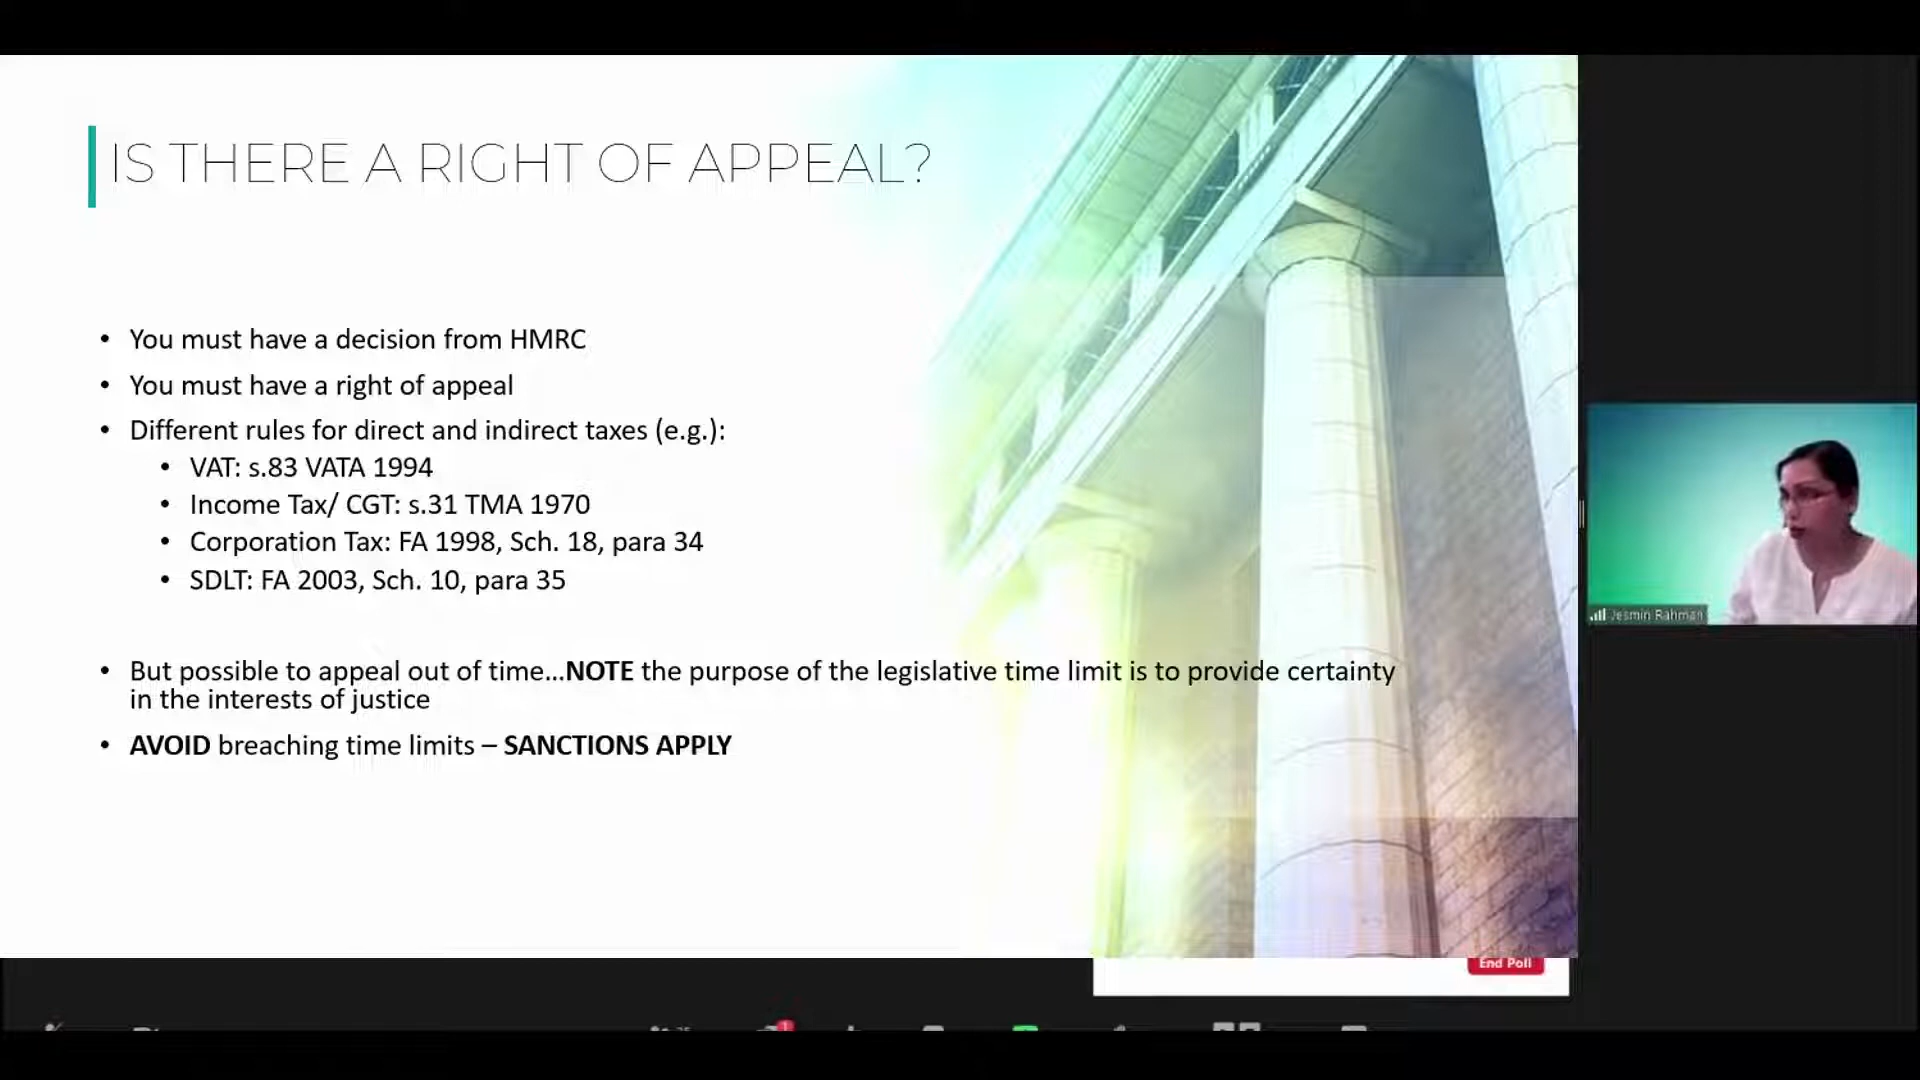 IS THERE A RIGHT OF APPEAL?
• You must have a decision from HMRC
• You must have a right of appeal
• Different rules for direct and indirect taxes (e.g.):
• VAT: s.83 VATA 1994
• Income Tax/ CGT: s.31 TMA 1970
• Corporation Tax: FA 1998, Sch. 18, para 34
• SDLT: FA 2003, Sch. 10, para 35
• But possible to appeal out of time...NOTE the purpose of the legislative time limit is to provide certainty
in the interests of justice
• AVOID breaching time limits – SANCTIONS APPLY
Jesmin Rahman
End Poll